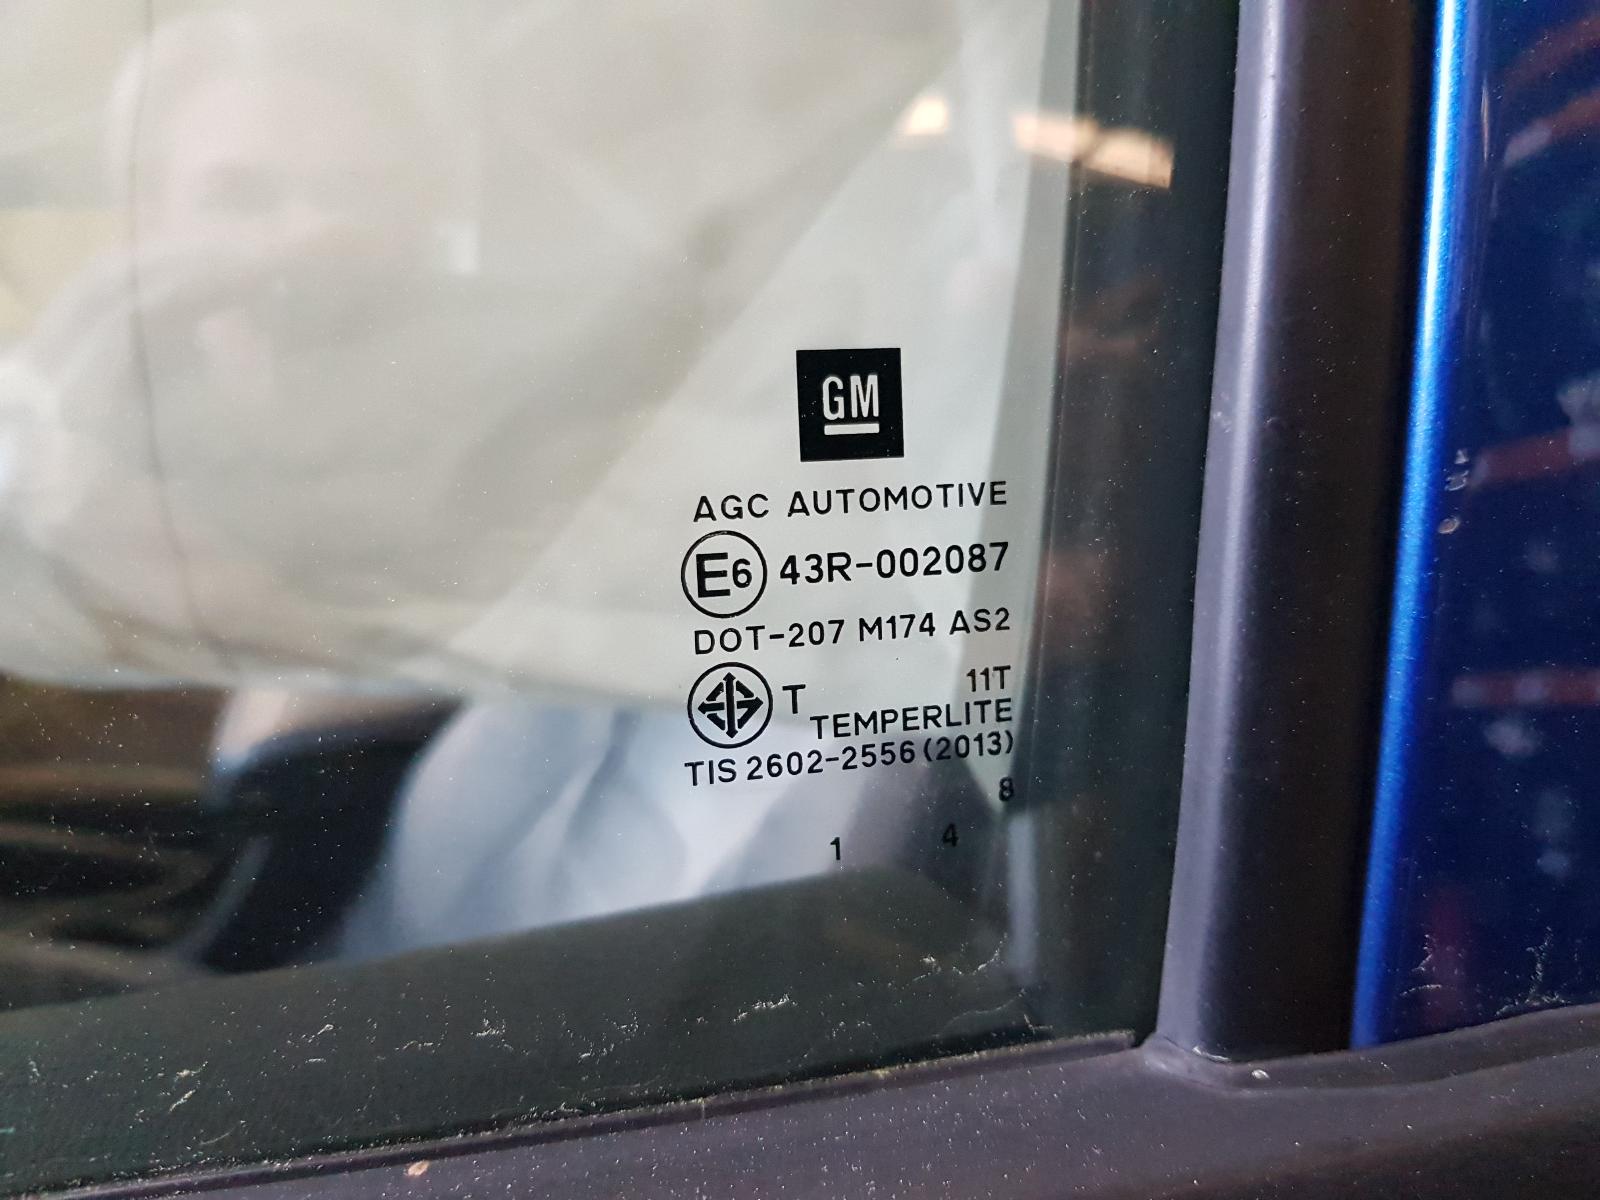 GM
AGC AUTOMOTIVE
E6 43R-002087
DOT-207 M174 AS2
T 11T
TEMPERLITE
TIS 2602-2556 (2013)
8
1 4